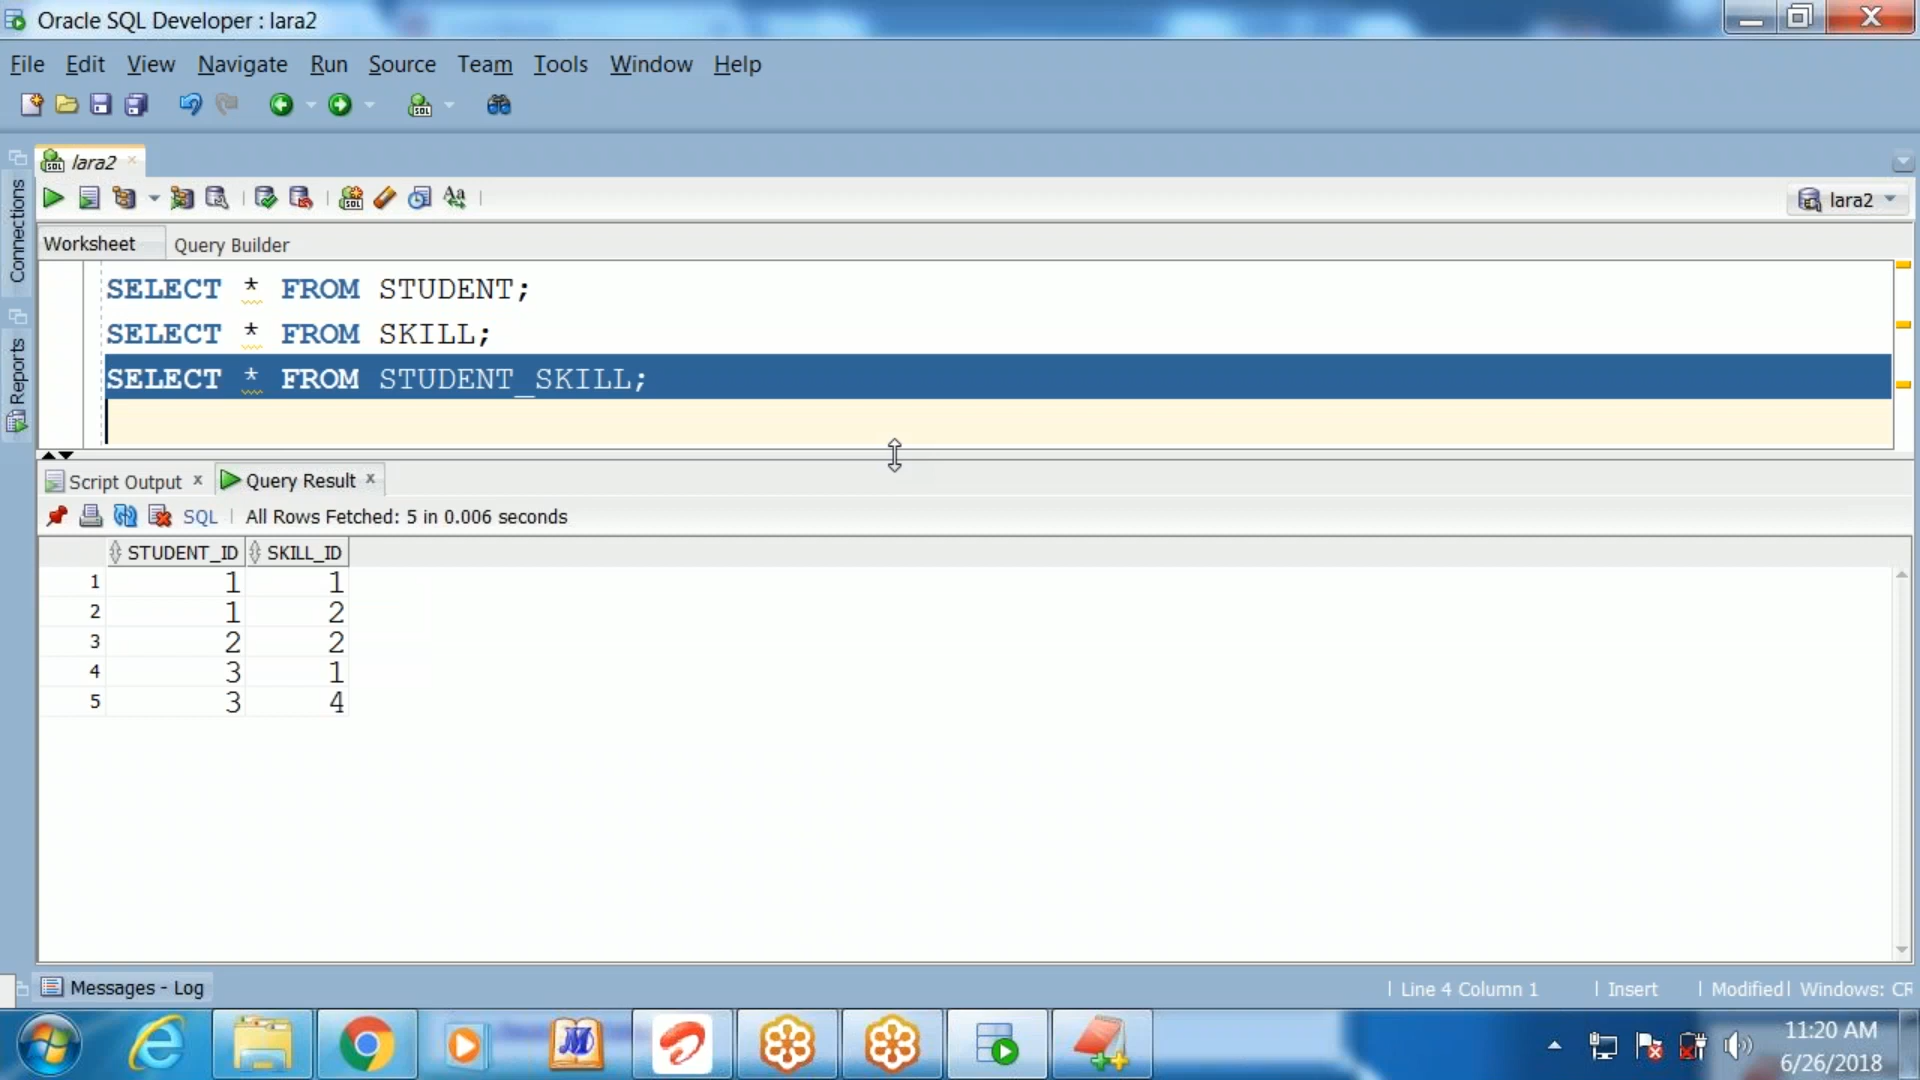 Oracle SQL Developer : lara2
File Edit View Navigate Run Source Team Tools Window Help
lara2
lara2
Worksheet Query Builder
Connections
Reports
SELECT * FROM STUDENT;
SELECT * FROM SKILL;
SELECT * FROM STUDENT_SKILL;
Script Output x Query Result x
SQL | All Rows Fetched: 5 in 0.006 seconds
STUDENT_ID SKILL_ID
1 1 1
2 1 2
3 2 2
4 3 1
5 3 4
Messages - Log
Line 4 Column 1 | Insert | Modified | Windows: CR
11:20 AM
6/26/2018